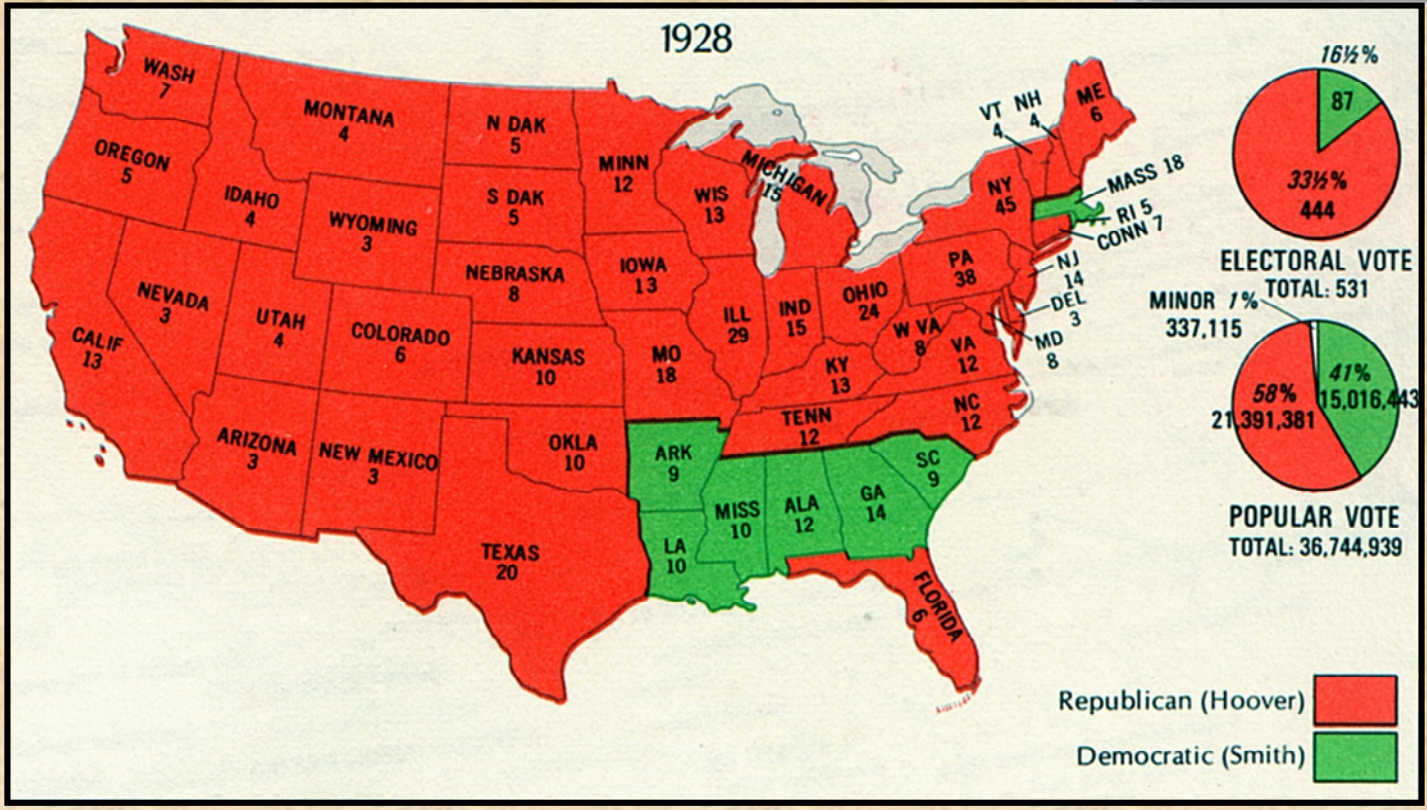 1928
WASH
7
OREGON
5
CALIF
13
NEVADA
3
IDAHO
4
MONTANA
4
WYOMING
3
UTAH
4
COLORADO
6
ARIZONA
3
NEW MEXICO
3
N DAK
5
S DAK
5
NEBRASKA
8
KANSAS
10
OKLA
10
TEXAS
20
MINN
12
IOWA
13
MO
18
ARK
9
LA
10
WIS
13
ILL
29
MICHIGAN
15
IND
15
OHIO
24
KY
13
TENN
12
MISS
10
ALA
12
GA
14
FLORIDA
6
SC
9
NC
12
VA
12
W VA
8
PA
38
NY
45
VT
4
NH
4
ME
6
MASS 18
RI 5
CONN 7
NJ
14
DEL
3
MD
8
16½%
87
33½%
444
ELECTORAL VOTE
TOTAL: 531
MINOR 1%
337,115
41%
15,016,443
58%
21,391,381
POPULAR VOTE
TOTAL: 36,744,939
Republican (Hoover)
Democratic (Smith)